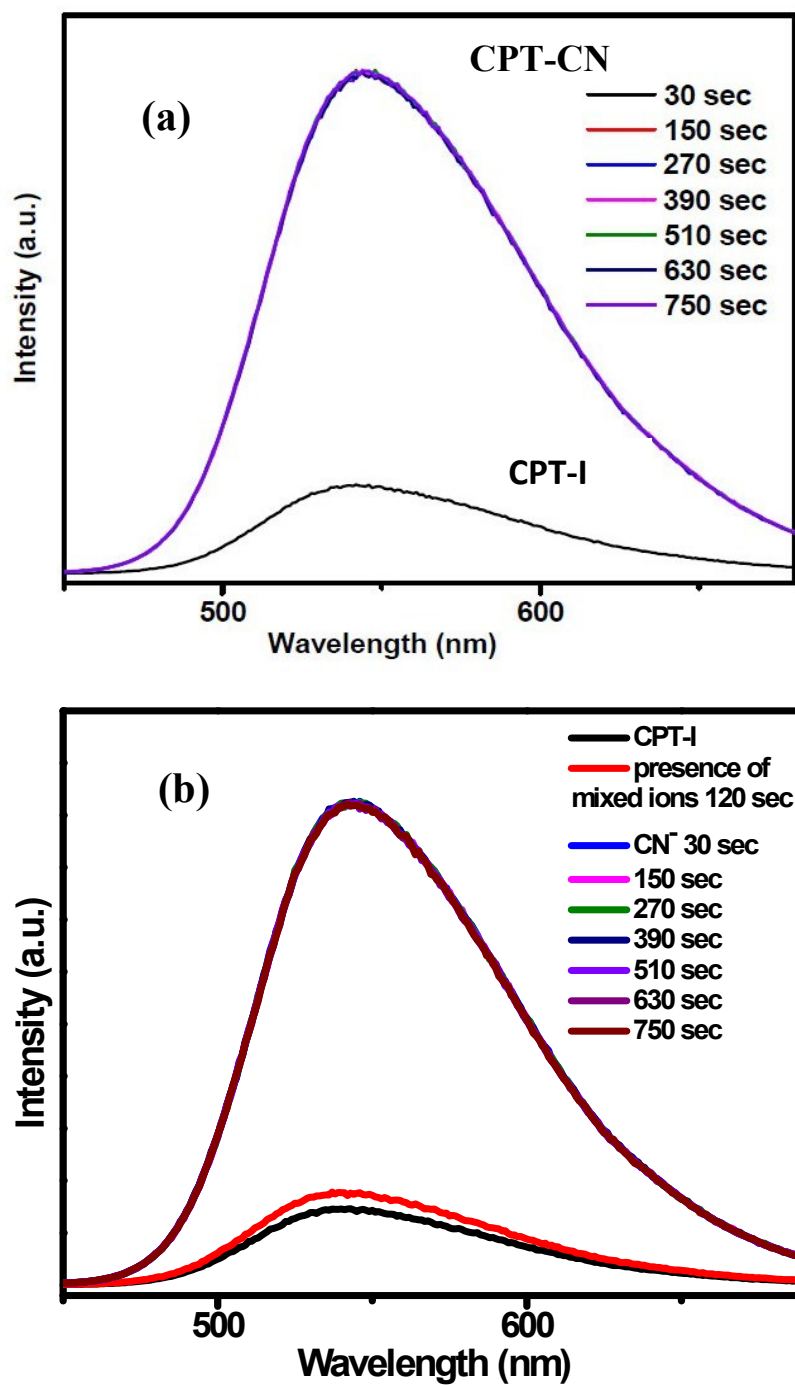 CPT-CN
(a)
30 sec
150 sec
270 sec
390 sec
510 sec
630 sec
750 sec
CPT-I
Intensity (a.u.)
500 600
Wavelength (nm)
(b)
CPT-I
presence of
mixed ions 120 sec
CN⁻ 30 sec
150 sec
270 sec
390 sec
510 sec
630 sec
750 sec
Intensity (a.u.)
500 600
Wavelength (nm)